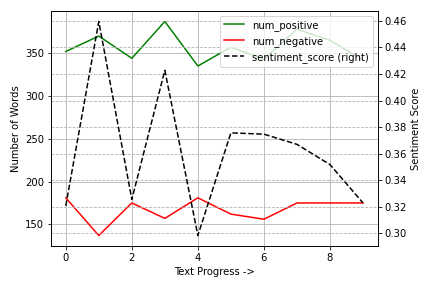 num_positive
num_negative
sentiment_score (right)
350
300
250
200
150
0.46
0.44
0.42
0.40
0.38
0.36
0.34
0.32
0.30
0 2 4 6 8
Number of Words
Sentiment Score
Text Progress ->